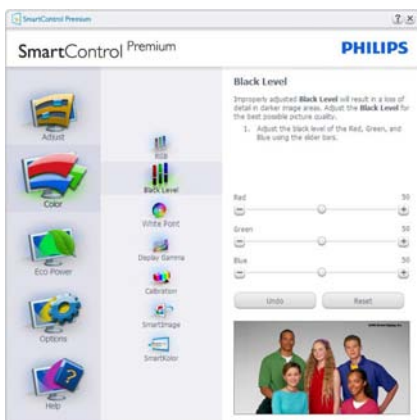 SmartControl Premium
SmartControl Premium
PHILIPS
Adjust
Color
Eco Power
Options
Help
RGB
Black Level
White Point
Display Gamma
Calibration
SmartImage
SmartKolor
Black Level
Improperly adjusted Black Level will result in a loss of
detail in darker image areas. Adjust the Black Level for
the best possible picture quality.
1. Adjust the black level of the Red, Green, and
Blue using the slider bars.
Red 50
Green 50
Blue 50
Undo
Reset